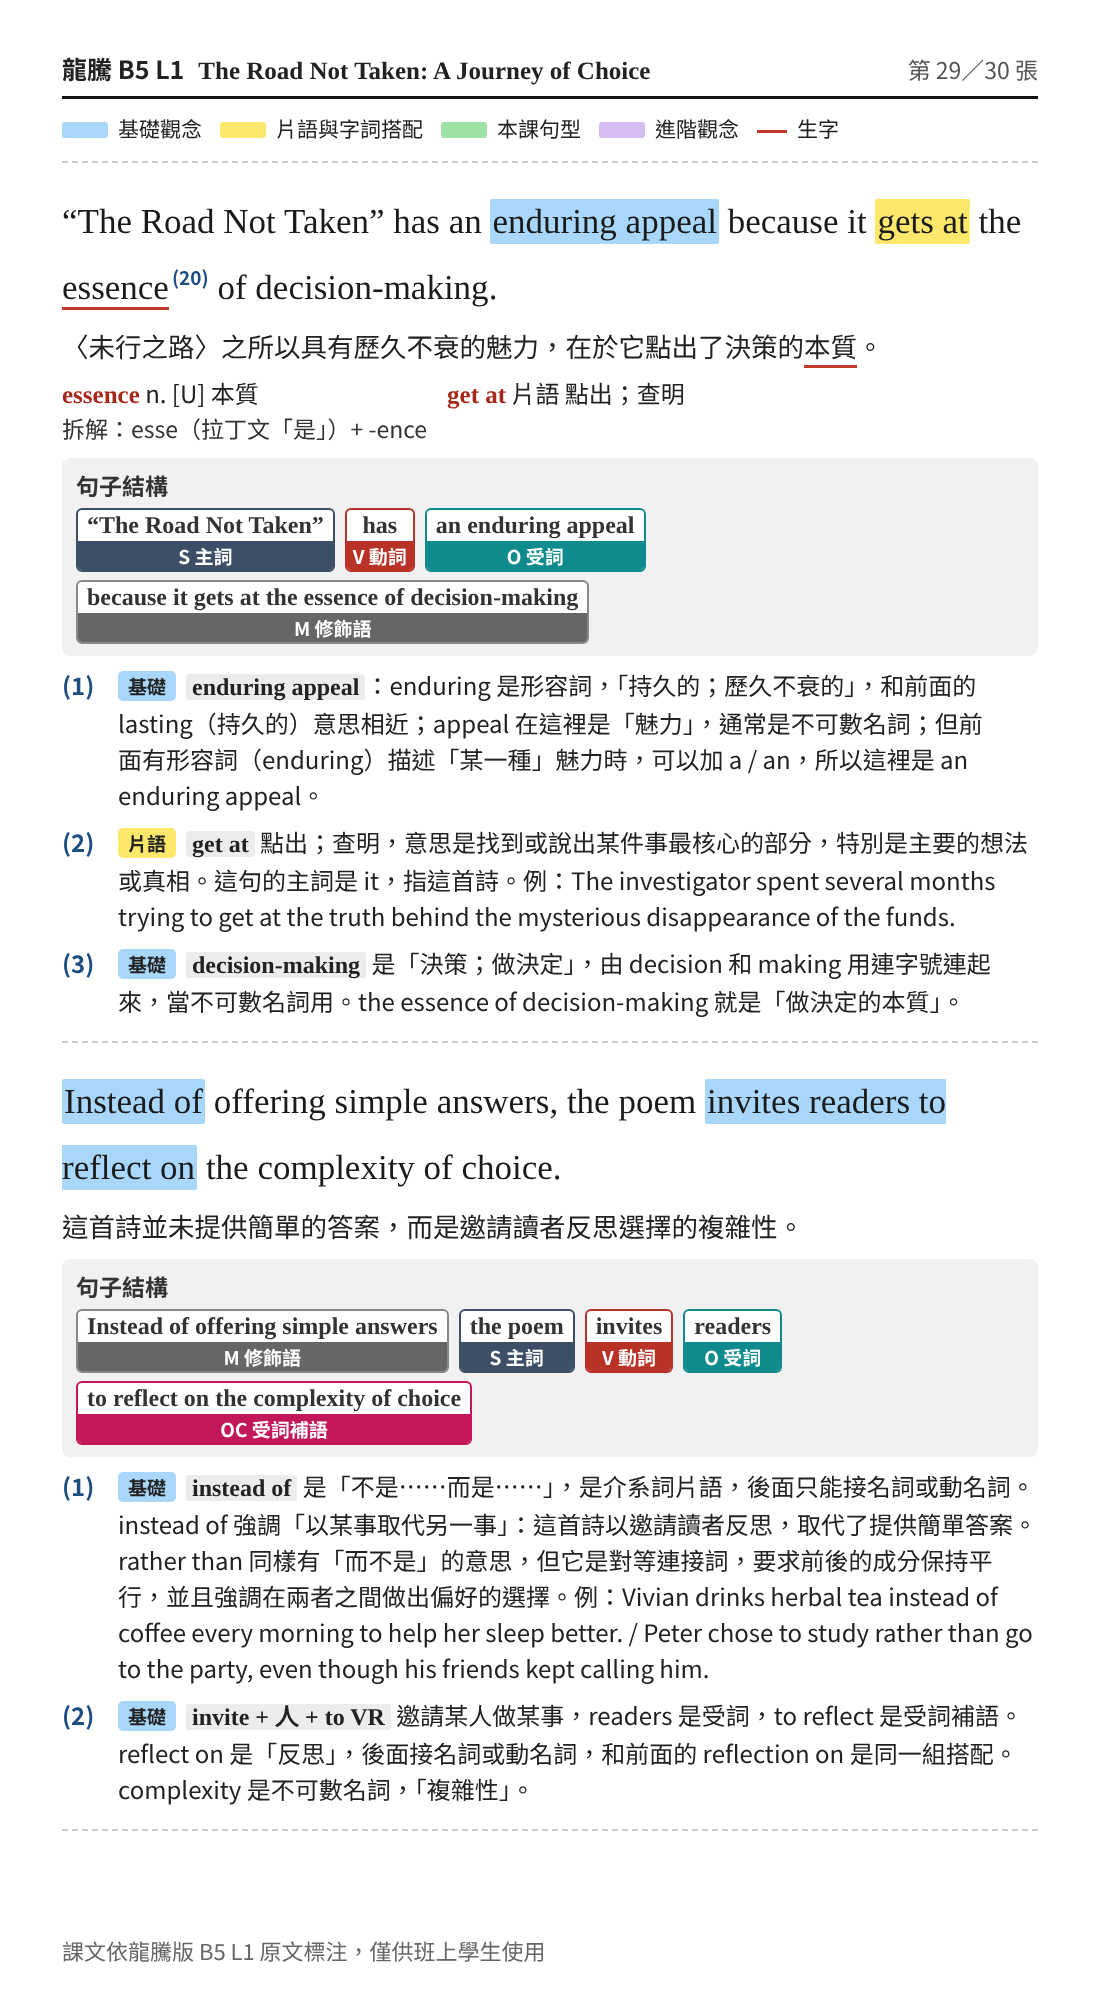 龍騰 B5 L1 The Road Not Taken: A Journey of Choice 第 29／30 張
基礎觀念 片語與字詞搭配 本課句型 進階觀念 生字
“The Road Not Taken” has an enduring appeal because it gets at the
essence(20) of decision-making.
〈未行之路〉之所以具有歷久不衰的魅力，在於它點出了決策的本質。
essence n. [U] 本質 get at 片語 點出；查明
拆解：esse（拉丁文「是」）+ -ence
句子結構
“The Road Not Taken” has an enduring appeal
S 主詞 V 動詞 O 受詞
because it gets at the essence of decision-making
M 修飾語
(1) 基礎 enduring appeal：enduring 是形容詞，「持久的；歷久不衰的」，和前面的
lasting（持久的）意思相近；appeal 在這裡是「魅力」，通常是不可數名詞；但前
面有形容詞（enduring）描述「某一種」魅力時，可以加 a / an，所以這裡是 an
enduring appeal。
(2) 片語 get at 點出；查明，意思是找到或說出某件事最核心的部分，特別是主要的想法
或真相。這句的主詞是 it，指這首詩。例：The investigator spent several months
trying to get at the truth behind the mysterious disappearance of the funds.
(3) 基礎 decision-making 是「決策；做決定」，由 decision 和 making 用連字號連起
來，當不可數名詞用。the essence of decision-making 就是「做決定的本質」。
Instead of offering simple answers, the poem invites readers to
reflect on the complexity of choice.
這首詩並未提供簡單的答案，而是邀請讀者反思選擇的複雜性。
句子結構
Instead of offering simple answers the poem invites readers
M 修飾語 S 主詞 V 動詞 O 受詞
to reflect on the complexity of choice
OC 受詞補語
(1) 基礎 instead of 是「不是……而是……」，是介系詞片語，後面只能接名詞或動名詞。
instead of 強調「以某事取代另一事」：這首詩以邀請讀者反思，取代了提供簡單答案。
rather than 同樣有「而不是」的意思，但它是對等連接詞，要求前後的成分保持平
行，並且強調在兩者之間做出偏好的選擇。例：Vivian drinks herbal tea instead of
coffee every morning to help her sleep better. / Peter chose to study rather than go
to the party, even though his friends kept calling him.
(2) 基礎 invite + 人 + to VR 邀請某人做某事，readers 是受詞，to reflect 是受詞補語。
reflect on 是「反思」，後面接名詞或動名詞，和前面的 reflection on 是同一組搭配。
complexity 是不可數名詞，「複雜性」。
課文依龍騰版 B5 L1 原文標注，僅供班上學生使用